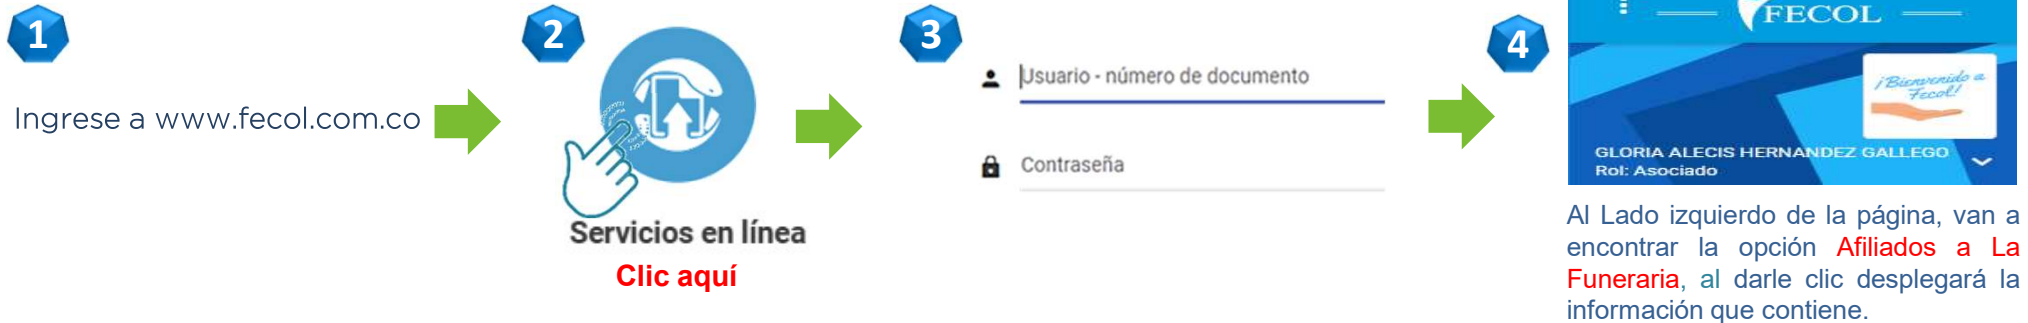 1
Ingrese a www.fecol.com.co
2
Servicios en línea
Clic aquí
3
Usuario - número de documento
Contraseña
4
FECOL
¡Bienvenido a
Fecol!
GLORIA ALECIS HERNANDEZ GALLEGO
Rol: Asociado
Al Lado izquierdo de la página, van a
encontrar la opción Afiliados a La
Funeraria, al darle clic desplegará la
información que contiene.